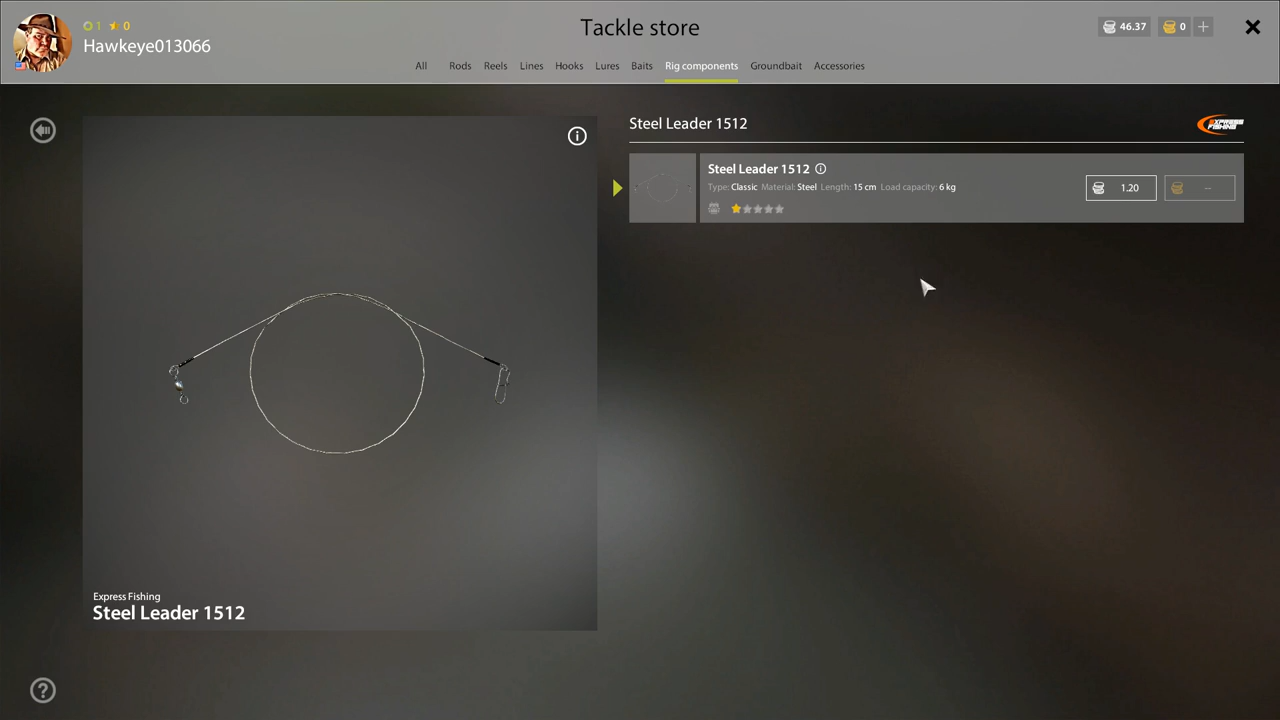 1 0
Hawkeye013066
Tackle store
46.37 0 +
All Rods Reels Lines Hooks Lures Baits Rig components Groundbait Accessories
Steel Leader 1512
EXPRESS FISHING
Steel Leader 1512
Type: Classic Material: Steel Length: 15 cm Load capacity: 6 kg
1.20 --
Express Fishing
Steel Leader 1512
?